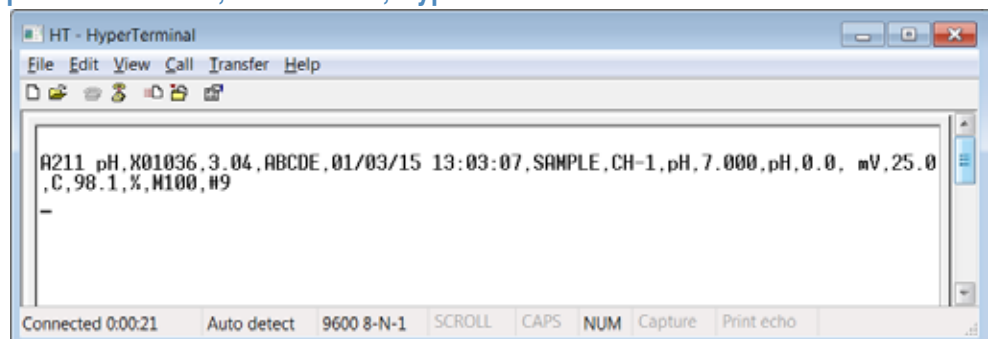 HT - HyperTerminal
File Edit View Call Transfer Help
A211 pH,X01036,3.04,ABCDE,01/03/15 13:03:07,SAMPLE,CH-1,pH,7.000,pH,0.0, mV,25.0
,C,98.1,%,M100,#9
Connected 0:00:21 Auto detect 9600 8-N-1 SCROLL CAPS NUM Capture Print echo